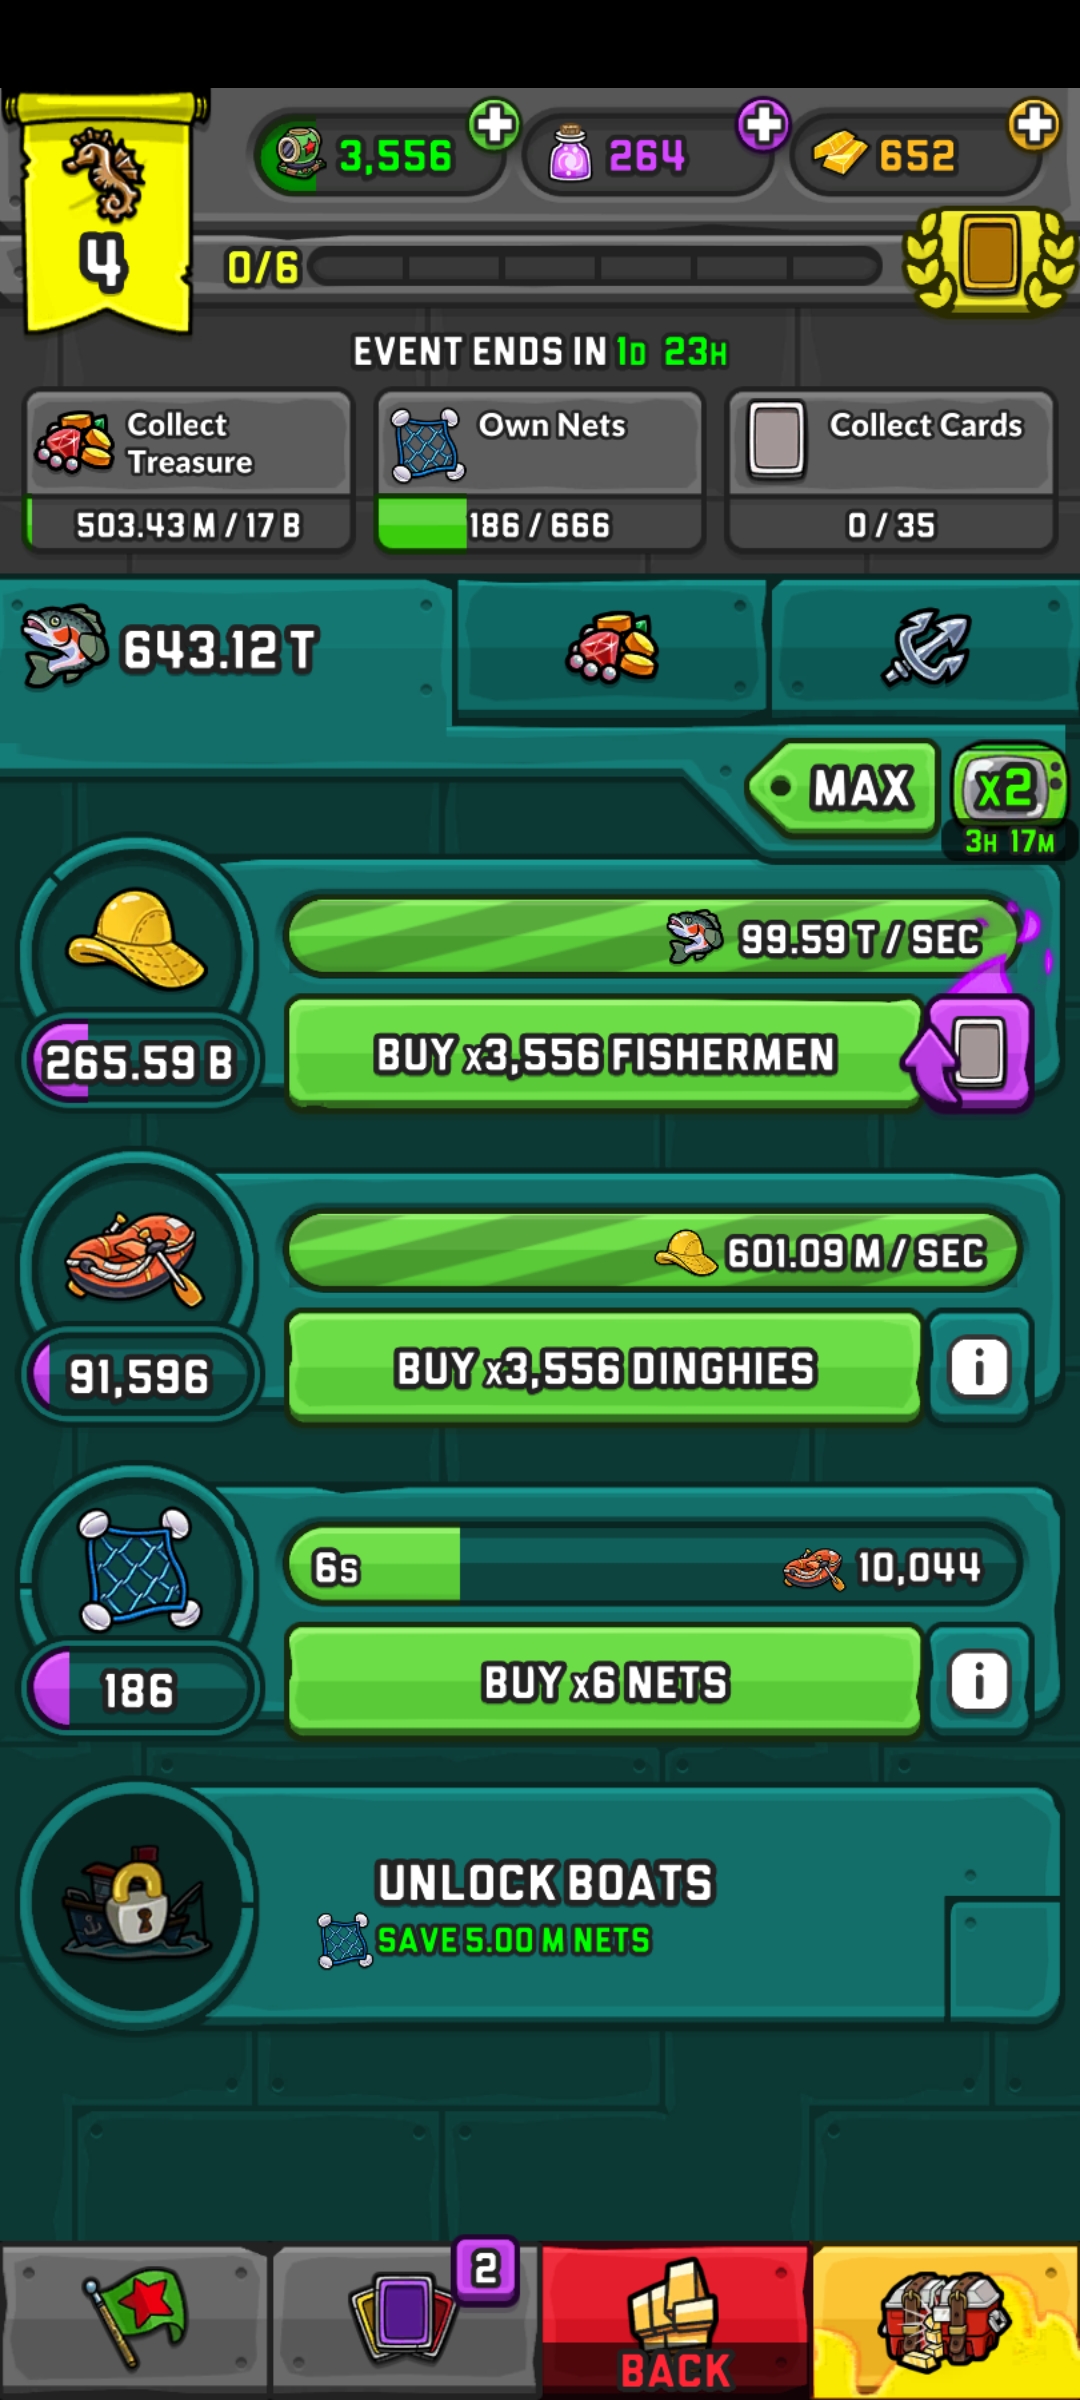 3,556
264
652
4
0/6
EVENT ENDS IN 1D 23H
Collect
Treasure
Own Nets
Collect Cards
503.43 M / 17 B
186 / 666
0 / 35
643.12 T
MAX
x2
3H 17M
99.59 T / SEC
265.59 B
BUY x3,556 FISHERMEN
601.09 M / SEC
91,596
BUY x3,556 DINGHIES
i
6s
10,044
186
BUY x6 NETS
i
UNLOCK BOATS
SAVE 5.00 M NETS
2
BACK